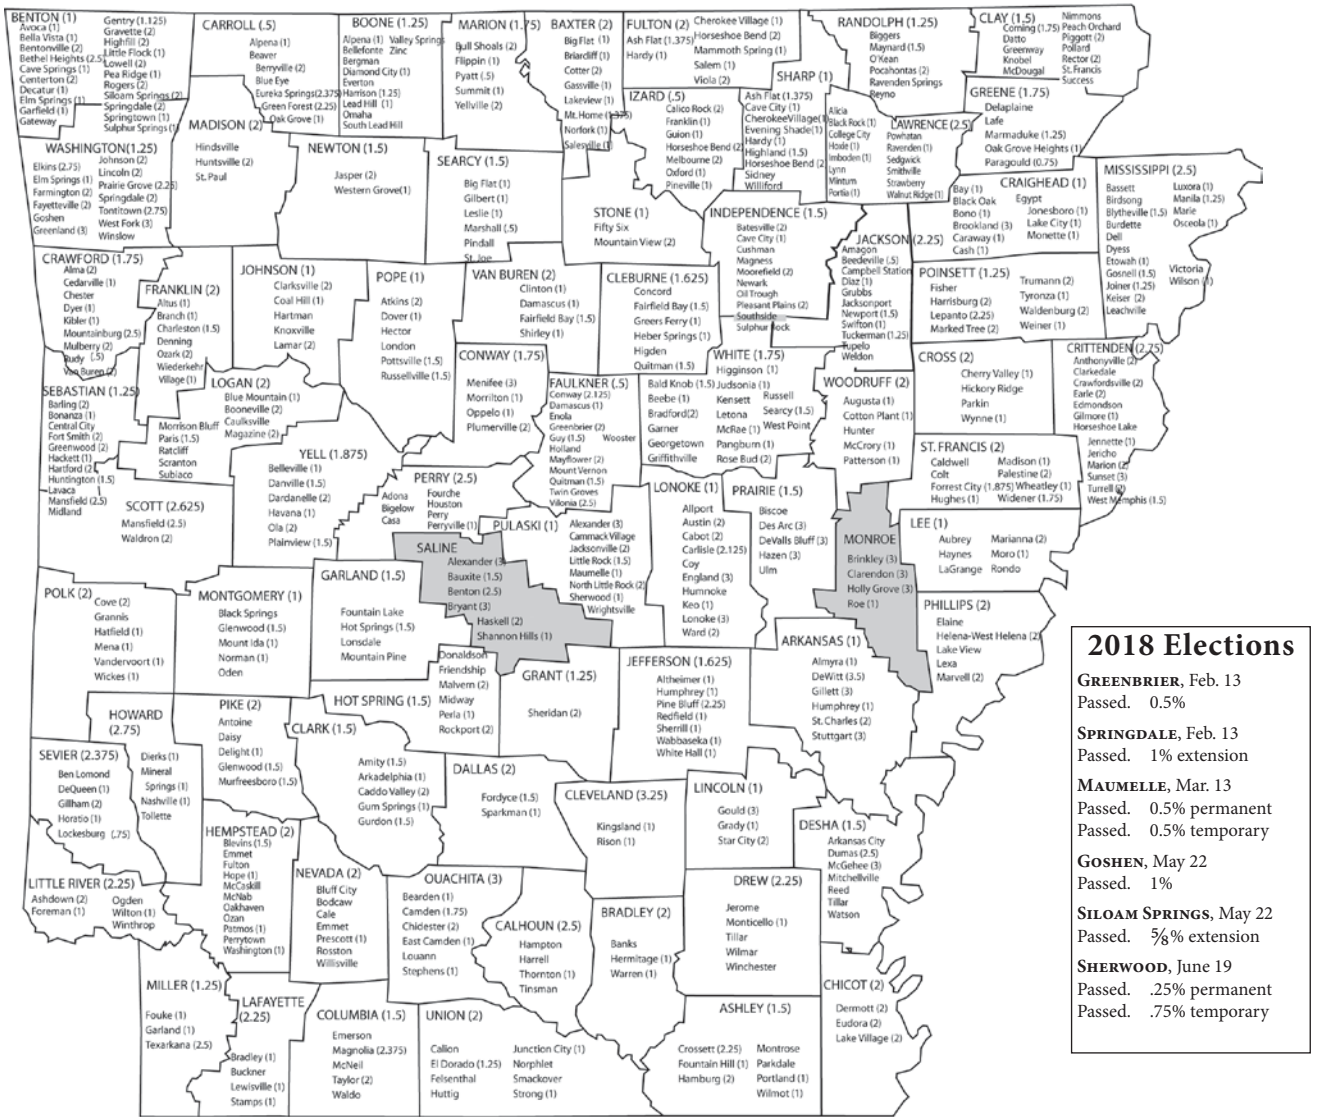 BENTON (1)
Avoca (1)
Bella Vista (1)
Bentonville (2)
Bethel Heights (2.5)
Cave Springs (1)
Centerton (2)
Decatur (1)
Elm Springs (1)
Garfield (1)
Gateway
Gentry (1.125)
Gravette (2)
Highfill (2)
Little Flock (1)
Lowell (2)
Pea Ridge (1)
Rogers (2)
Siloam Springs (2)
Springdale (2)
Springtown (1)
Sulphur Springs (1)
CARROLL (.5)
Alpena (1)
Beaver
Berryville (2)
Blue Eye
Eureka Springs(2.375)
Green Forest (2.25)
Oak Grove (1)
BOONE (1.25)
Alpena (1) Valley Springs
Bellefonte Zinc
Bergman
Diamond City (1)
Everton
Harrison (1.25)
Lead Hill (1)
Omaha
South Lead Hill
MARION (1.75)
Bull Shoals (2)
Flippin (1)
Pyatt (.5)
Summit (1)
Yellville (2)
BAXTER (2)
Big Flat (1)
Briarcliff (1)
Cotter (2)
Gassville (1)
Lakeview (1)
Mt. Home (1.375)
Norfork (1)
Salesville (1)
FULTON (2)
Ash Flat (1.375)
Hardy (1)
Cherokee Village (1)
Horseshoe Bend (2)
Mammoth Spring (1)
Salem (1)
Viola (2)
SHARP (1)
Ash Flat (1.375)
Cave City (1)
CherokeeVillage(1)
Evening Shade(1)
Hardy (1)
Highland (1.5)
Horseshoe Bend (2)
Sidney
Williford
RANDOLPH (1.25)
Biggers
Maynard (1.5)
O'Kean
Pocahontas (2)
Ravenden Springs
Reyno
CLAY (1.5)
Corning (1.75)
Datto
Greenway
Knobel
McDougal
Nimmons
Peach Orchard
Piggott (2)
Pollard
Rector (2)
St. Francis
Success
GREENE (1.75)
Delaplaine
Lafe
Marmaduke (1.25)
Oak Grove Heights (1)
Paragould (0.75)
IZARD (.5)
Calico Rock (2)
Franklin (1)
Guion (1)
Horseshoe Bend (2)
Melbourne (2)
Oxford (1)
Pineville (1)
LAWRENCE (2.5)
Alicia
Black Rock (1)
College City
Hoxie (1)
Imboden (1)
Lynn
Minturn
Portia (1)
Powhatan
Ravenden (1)
Sedgwick
Smithville
Strawberry
Walnut Ridge (1)
MADISON (2)
Hindsville
Huntsville (2)
St. Paul
WASHINGTON(1.25)
Elkins (2.75)
Elm Springs (1)
Farmington (2)
Fayetteville (2)
Goshen
Greenland (3)
Johnson (2)
Lincoln (2)
Prairie Grove (2.25)
Springdale (2)
Tontitown (2.75)
West Fork (3)
Winslow
NEWTON (1.5)
Jasper (2)
Western Grove(1)
SEARCY (1.5)
Big Flat (1)
Gilbert (1)
Leslie (1)
Marshall (.5)
Pindall
St. Joe
STONE (1)
Fifty Six
Mountain View (2)
INDEPENDENCE (1.5)
Batesville (2)
Cave City (1)
Cushman
Magness
Moorefield (2)
Newark
Oil Trough
Pleasant Plains (2)
Southside
Sulphur Rock
CRAIGHEAD (1)
Bay (1)
Black Oak
Bono (1)
Brookland (3)
Caraway (1)
Cash (1)
Egypt
Jonesboro (1)
Lake City (1)
Monette (1)
MISSISSIPPI (2.5)
Bassett
Birdsong
Blytheville (1.5)
Burdette
Dell
Dyess
Etowah (1)
Gosnell (1.5)
Joiner (1.25)
Keiser (2)
Leachville
Luxora (1)
Manila (1.25)
Marie
Osceola (1)
Victoria
Wilson (1)
JACKSON (2.25)
Amagon
Beedeville (.5)
Campbell Station
Diaz (1)
Grubbs
Jacksonport
Newport (1.5)
Swifton (1)
Tuckerman (1.25)
Tupelo
Weldon
POINSETT (1.25)
Fisher
Harrisburg (2)
Lepanto (2.25)
Marked Tree (2)
Trumann (2)
Tyronza (1)
Waldenburg (2)
Weiner (1)
CRAWFORD (1.75)
Alma (2)
Cedarville (1)
Chester
Dyer (1)
Kibler (1)
Mountainburg (2.5)
Mulberry (2)
Rudy (.5)
Van Buren (2)
FRANKLIN (2)
Altus (1)
Branch (1)
Charleston (1.5)
Denning
Ozark (2)
Wiederkehr
Village (1)
JOHNSON (1)
Clarksville (2)
Coal Hill (1)
Hartman
Knoxville
Lamar (2)
POPE (1)
Atkins (2)
Dover (1)
Hector
London
Pottsville (1.5)
Russellville (1.5)
VAN BUREN (2)
Clinton (1)
Damascus (1)
Fairfield Bay (1.5)
Shirley (1)
CLEBURNE (1.625)
Concord
Fairfield Bay (1.5)
Greers Ferry (1)
Heber Springs (1)
Higden
Quitman (1.5)
CONWAY (1.75)
Menifee (3)
Morrilton (1)
Oppelo (1)
Plumerville (2)
FAULKNER (.5)
Conway (2.125)
Damascus (1)
Enola
Greenbrier (2)
Guy (1.5) Wooster
Holland
Mayflower (2)
Mount Vernon
Quitman (1.5)
Twin Groves
Vilonia (2.5)
WHITE (1.75)
Bald Knob (1.5)
Beebe (1)
Bradford(2)
Garner
Georgetown
Griffithville
Higginson (1)
Judsonia (1)
Kensett
Letona
McRae (1)
Pangburn (1)
Rose Bud (2)
Russell
Searcy (1.5)
West Point
WOODRUFF (2)
Augusta (1)
Cotton Plant (1)
Hunter
McCrory (1)
Patterson (1)
CROSS (2)
Cherry Valley (1)
Hickory Ridge
Parkin
Wynne (1)
CRITTENDEN (2.75)
Anthonyville (2)
Clarkedale
Crawfordsville (2)
Earle (2)
Edmondson
Gilmore (1)
Horseshoe Lake
Jennette (1)
Jericho
Marion (2)
Sunset (3)
Turrell (2)
West Memphis (1.5)
ST. FRANCIS (2)
Caldwell
Colt
Forrest City (1.875)
Hughes (1)
Madison (1)
Palestine (2)
Wheatley (1)
Widener (1.75)
SEBASTIAN (1.25)
Barling (2)
Bonanza (1)
Central City
Fort Smith (2)
Greenwood (2)
Hackett (1)
Hartford (2)
Huntington (1.5)
Lavaca
Mansfield (2.5)
Midland
LOGAN (2)
Blue Mountain (1)
Booneville (2)
Caulksville
Magazine (2)
Morrison Bluff
Paris (1.5)
Ratcliff
Scranton
Subiaco
YELL (1.875)
Belleville (1)
Danville (1.5)
Dardanelle (2)
Havana (1)
Ola (2)
Plainview (1.5)
PERRY (2.5)
Adona
Bigelow
Casa
Fourche
Houston
Perry
Perryville (1)
SCOTT (2.625)
Mansfield (2.5)
Waldron (2)
PULASKI (1)
Alexander (3)
Cammack Village
Jacksonville (2)
Little Rock (1.5)
Maumelle (1)
North Little Rock (2)
Sherwood (1)
Wrightsville
LONOKE (1)
Allport
Austin (2)
Cabot (2)
Carlisle (2.125)
Coy
England (3)
Humnoke
Keo (1)
Lonoke (3)
Ward (2)
PRAIRIE (1.5)
Biscoe
Des Arc (3)
DeValls Bluff (3)
Hazen (3)
Ulm
MONROE
Brinkley (3)
Clarendon (3)
Holly Grove (3)
Roe (1)
LEE (1)
Aubrey
Haynes
LaGrange
Marianna (2)
Moro (1)
Rondo
PHILLIPS (2)
Elaine
Helena-West Helena (2)
Lake View
Lexa
Marvell (2)
SALINE
Alexander (3)
Bauxite (1.5)
Benton (2.5)
Bryant (3)
Haskell (2)
Shannon Hills (1)
GARLAND (1.5)
Fountain Lake
Hot Springs (1.5)
Lonsdale
Mountain Pine
MONTGOMERY (1)
Black Springs
Glenwood (1.5)
Mount Ida (1)
Norman (1)
Oden
POLK (2)
Cove (2)
Grannis
Hatfield (1)
Mena (1)
Vandervoort (1)
Wickes (1)
HOT SPRING (1.5)
Donaldson
Friendship
Malvern (2)
Midway
Perla (1)
Rockport (2)
GRANT (1.25)
Sheridan (2)
JEFFERSON (1.625)
Altheimer (1)
Humphrey (1)
Pine Bluff (2.25)
Redfield (1)
Sherrill (1)
Wabbaseka (1)
White Hall (1)
ARKANSAS (1)
Almyra (1)
DeWitt (3.5)
Gillett (3)
Humphrey (1)
St. Charles (2)
Stuttgart (3)
HOWARD
(2.75)
Dierks (1)
Mineral
Springs (1)
Nashville (1)
Tollette
PIKE (2)
Antoine
Daisy
Delight (1)
Glenwood (1.5)
Murfreesboro (1.5)
CLARK (1.5)
Amity (1.5)
Arkadelphia (1)
Caddo Valley (2)
Gum Springs (1)
Gurdon (1.5)
SEVIER (2.375)
Ben Lomond
DeQueen (1)
Gillham (2)
Horatio (1)
Lockesburg (.75)
DALLAS (2)
Fordyce (1.5)
Sparkman (1)
CLEVELAND (3.25)
Kingsland (1)
Rison (1)
LINCOLN (1)
Gould (3)
Grady (1)
Star City (2)
DESHA (1.5)
Arkansas City
Dumas (2.5)
McGehee (3)
Mitchellville
Reed
Tillar
Watson
HEMPSTEAD (2)
Blevins (1.5)
Emmet
Fulton
Hope (1)
McCaskill
McNab
Oakhaven
Ozan
Patmos (1)
Perrytown
Washington (1)
NEVADA (2)
Bluff City
Bodcaw
Cale
Emmet
Prescott (1)
Rosston
Willisville
OUACHITA (3)
Bearden (1)
Camden (1.75)
Chidester (2)
East Camden (1)
Louann
Stephens (1)
CALHOUN (2.5)
Hampton
Harrell
Thornton (1)
Tinsman
BRADLEY (2)
Banks
Hermitage (1)
Warren (1)
DREW (2.25)
Jerome
Monticello (1)
Tillar
Wilmar
Winchester
LITTLE RIVER (2.25)
Ashdown (2)
Foreman (1)
Ogden
Wilton (1)
Winthrop
MILLER (1.25)
Fouke (1)
Garland (1)
Texarkana (2.5)
LAFAYETTE
(2.25)
Bradley (1)
Buckner
Lewisville (1)
Stamps (1)
COLUMBIA (1.5)
Emerson
Magnolia (2.375)
McNeil
Taylor (2)
Waldo
UNION (2)
Callion
El Dorado (1.25)
Felsenthal
Huttig
Junction City (1)
Norphlet
Smackover
Strong (1)
ASHLEY (1.5)
Crossett (2.25)
Fountain Hill (1)
Hamburg (2)
Montrose
Parkdale
Portland (1)
Wilmot (1)
CHICOT (2)
Dermott (2)
Eudora (2)
Lake Village (2)
2018 Elections
GREENBRIER, Feb. 13
Passed. 0.5%
SPRINGDALE, Feb. 13
Passed. 1% extension
MAUMELLE, Mar. 13
Passed. 0.5% permanent
Passed. 0.5% temporary
GOSHEN, May 22
Passed. 1%
SILOAM SPRINGS, May 22
Passed. ⅝% extension
SHERWOOD, June 19
Passed. .25% permanent
Passed. .75% temporary